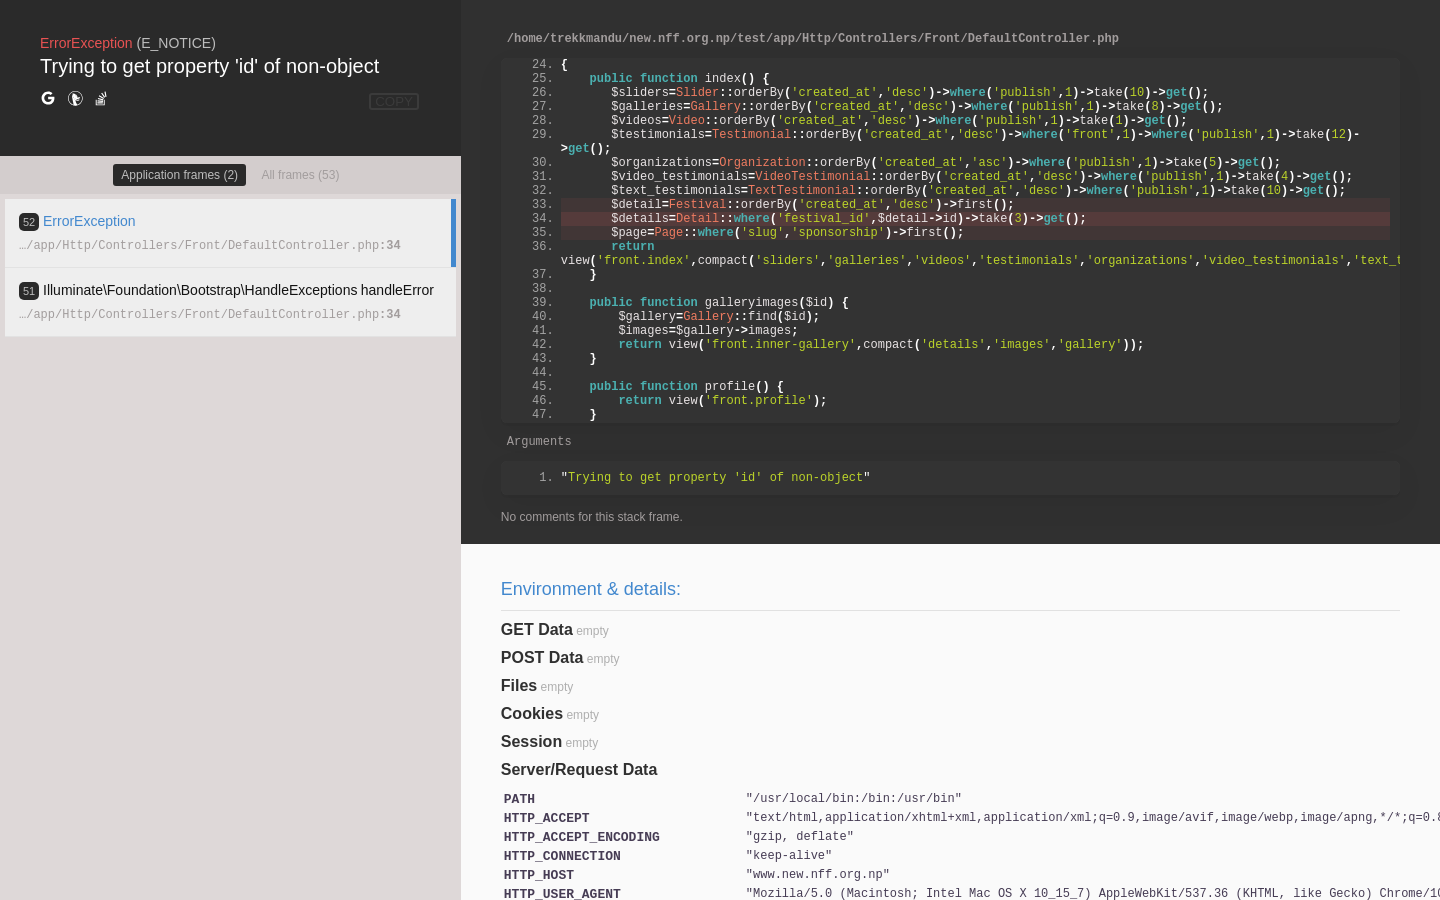 ErrorException (E_NOTICE)
Trying to get property 'id' of non-object
COPY
Application frames (2) All frames (53)
52 ErrorException
…/app/Http/Controllers/Front/DefaultController.php:34
51 Illuminate\Foundation\Bootstrap\HandleExceptions handleError
…/app/Http/Controllers/Front/DefaultController.php:34
/home/trekkmandu/new.nff.org.np/test/app/Http/Controllers/Front/DefaultController.php
24. {
25.     public function index() {
26.        $sliders=Slider::orderBy('created_at','desc')->where('publish',1)->take(10)->get();
27.        $galleries=Gallery::orderBy('created_at','desc')->where('publish',1)->take(8)->get();
28.        $videos=Video::orderBy('created_at','desc')->where('publish',1)->take(1)->get();
29.        $testimonials=Testimonial::orderBy('created_at','desc')->where('front',1)->where('publish',1)->take(12)-
>get();
30.        $organizations=Organization::orderBy('created_at','asc')->where('publish',1)->take(5)->get();
31.        $video_testimonials=VideoTestimonial::orderBy('created_at','desc')->where('publish',1)->take(4)->get();
32.        $text_testimonials=TextTestimonial::orderBy('created_at','desc')->where('publish',1)->take(10)->get();
33.        $detail=Festival::orderBy('created_at','desc')->first();
34.        $details=Detail::where('festival_id',$detail->id)->take(3)->get();
35.        $page=Page::where('slug','sponsorship')->first();
36.        return
view('front.index',compact('sliders','galleries','videos','testimonials','organizations','video_testimonials','text_t
37.     }
38.
39.     public function galleryimages($id) {
40.         $gallery=Gallery::find($id);
41.         $images=$gallery->images;
42.         return view('front.inner-gallery',compact('details','images','gallery'));
43.     }
44.
45.     public function profile() {
46.         return view('front.profile');
47.     }
Arguments
1. "Trying to get property 'id' of non-object"
No comments for this stack frame.
Environment & details:
GET Data empty
POST Data empty
Files empty
Cookies empty
Session empty
Server/Request Data
PATH "/usr/local/bin:/bin:/usr/bin"
HTTP_ACCEPT "text/html,application/xhtml+xml,application/xml;q=0.9,image/avif,image/webp,image/apng,*/*;q=0.8
HTTP_ACCEPT_ENCODING "gzip, deflate"
HTTP_CONNECTION "keep-alive"
HTTP_HOST "www.new.nff.org.np"
HTTP_USER_AGENT "Mozilla/5.0 (Macintosh; Intel Mac OS X 10_15_7) AppleWebKit/537.36 (KHTML, like Gecko) Chrome/10